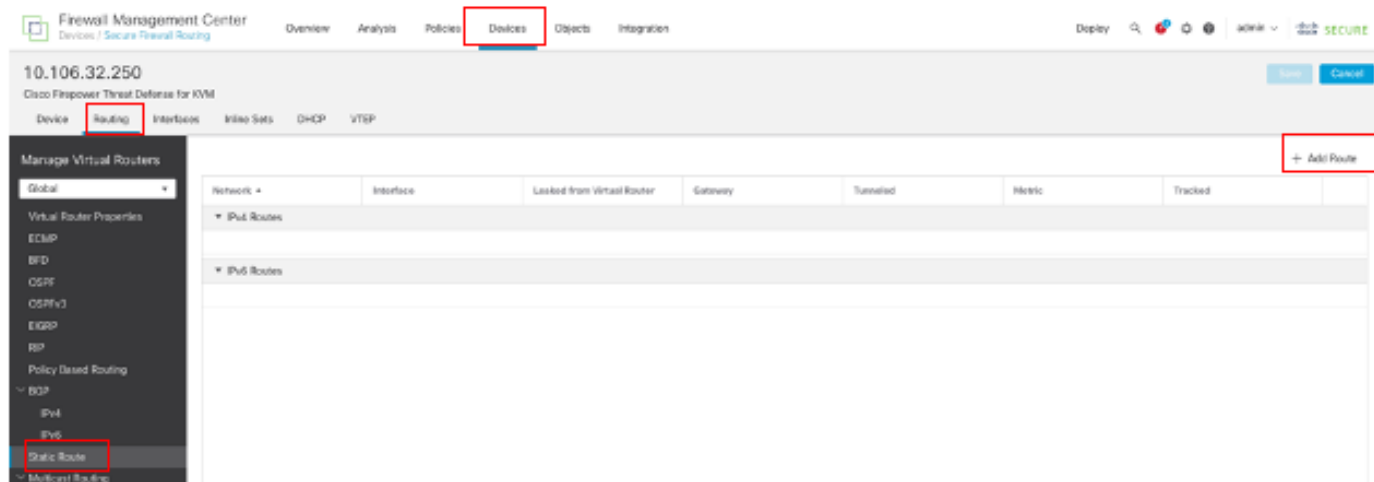 Firewall Management Center
Devices / Secure Firewall Routing
Overview Analysis Policies Devices Objects Integration
Deploy admin SECURE
10.106.32.250
Cisco Firepower Threat Defense for KVM
Save Cancel
Device Routing Interfaces Inline Sets DHCP VTEP
Manage Virtual Routers
+ Add Route
Global
Network Interface Leaked from Virtual Router Gateway Tunneled Metric Tracked
Virtual Router Properties
IPv4 Routes
ECMP
BFD
IPv6 Routes
OSPF
OSPFv3
EIGRP
RIP
Policy Based Routing
BGP
IPv4
IPv6
Static Route
Multicast Routing